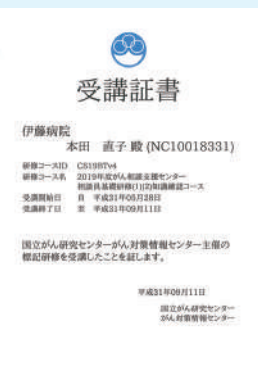 受講証書
伊藤病院
本田 直子 殿 (NC10018331)
研修コースID CS19BTv4
研修コース名 2019年度がん相談支援センター
相談員基礎研修(1)(2)知識確認コース
受講開始日 自 平成31年05月28日
受講終了日 至 平成31年09月11日
国立がん研究センターがん対策情報センター主催の
標記研修を受講したことを証します。
平成31年09月11日
国立がん研究センター
がん対策情報センター